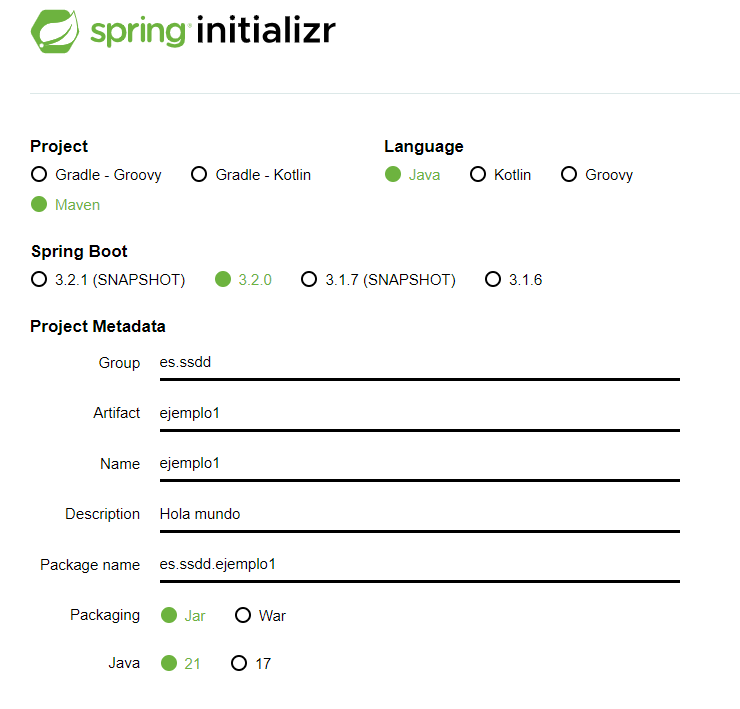 spring initializr
Project
Language
Gradle - Groovy Gradle - Kotlin
Java Kotlin Groovy
Maven
Spring Boot
3.2.1 (SNAPSHOT) 3.2.0 3.1.7 (SNAPSHOT) 3.1.6
Project Metadata
Group es.ssdd
Artifact ejemplo1
Name ejemplo1
Description Hola mundo
Package name es.ssdd.ejemplo1
Packaging Jar War
Java 21 17